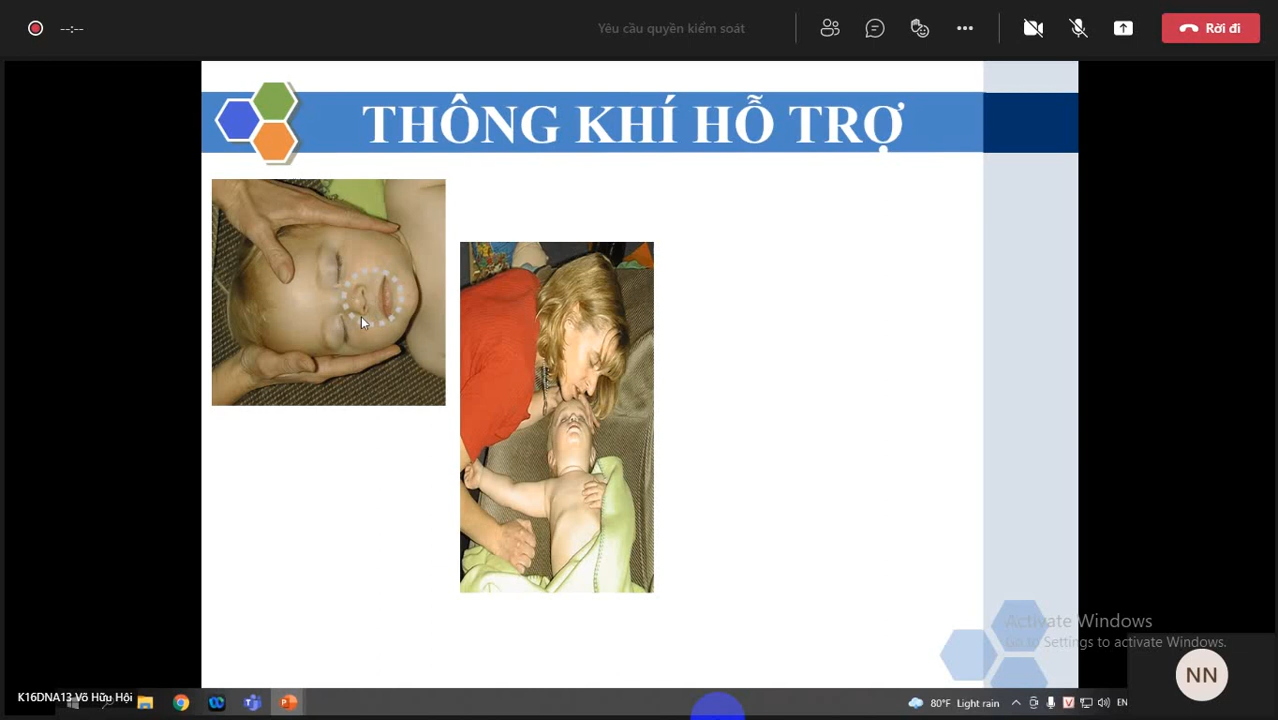 --:--
Yêu cầu quyền kiểm soát
Rời đi
THÔNG KHÍ HỖ TRỢ
Activate Windows
Go to Settings to activate Windows.
NN
K16DNA13 Võ Hữu Hội
80°F Light rain
V
EN